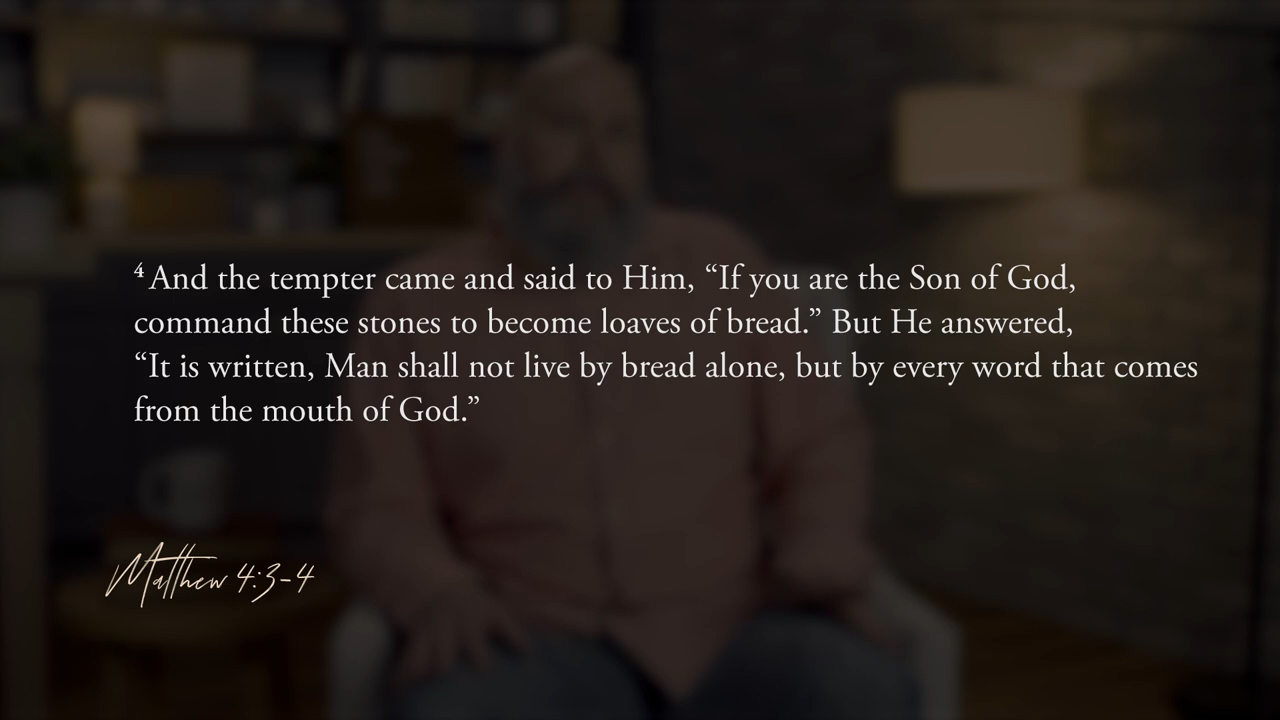 ⁴ And the tempter came and said to Him, “If you are the Son of God,
command these stones to become loaves of bread.” But He answered,
“It is written, Man shall not live by bread alone, but by every word that comes
from the mouth of God.”
Matthew 4:3-4